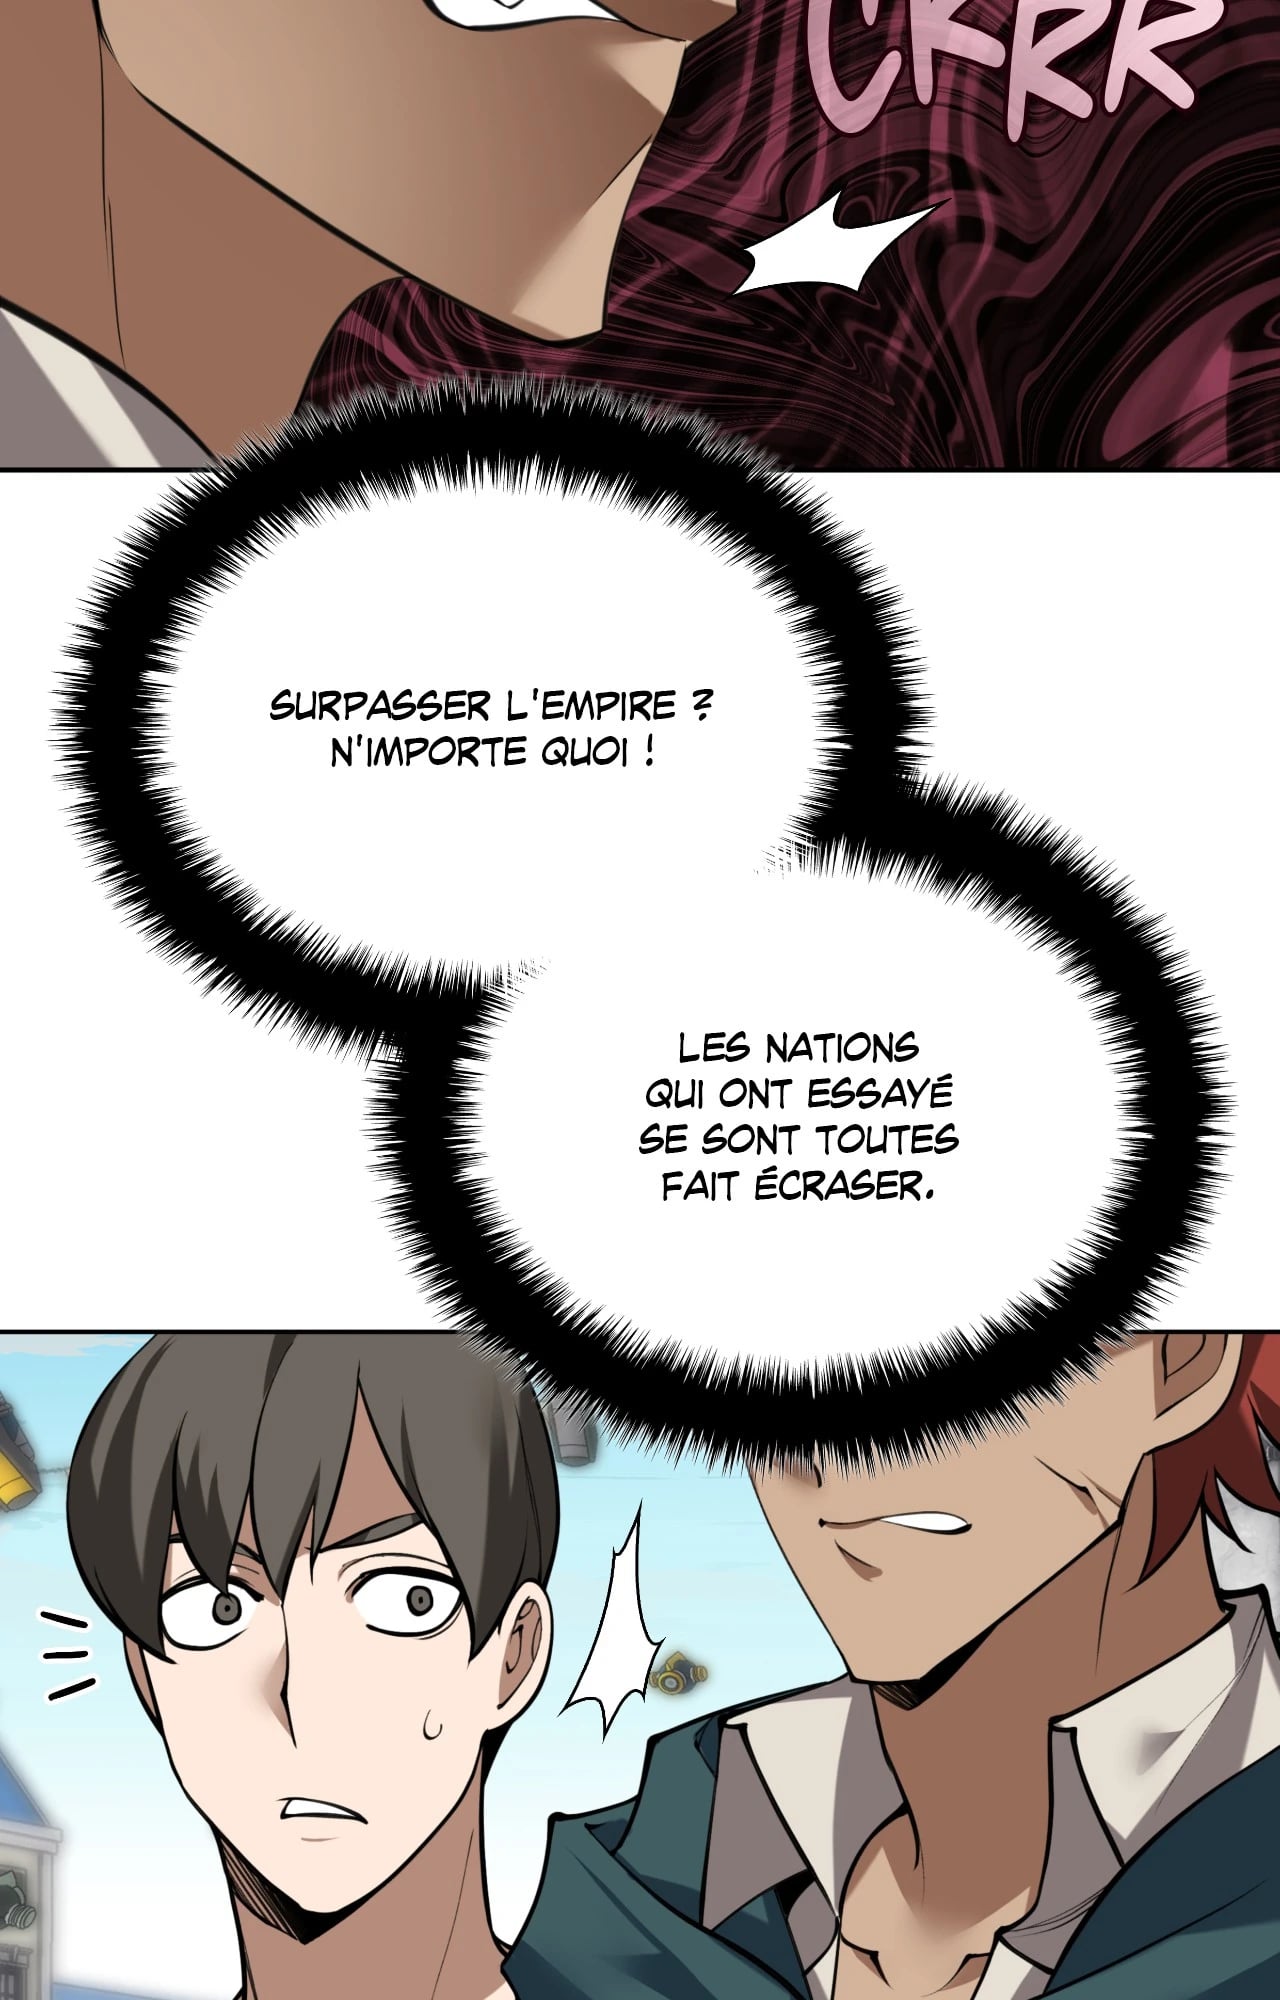 CRRR
SURPASSER L'EMPIRE ?
N'IMPORTE QUOI !
LES NATIONS
QUI ONT ESSAYÉ
SE SONT TOUTES
FAIT ÉCRASER.